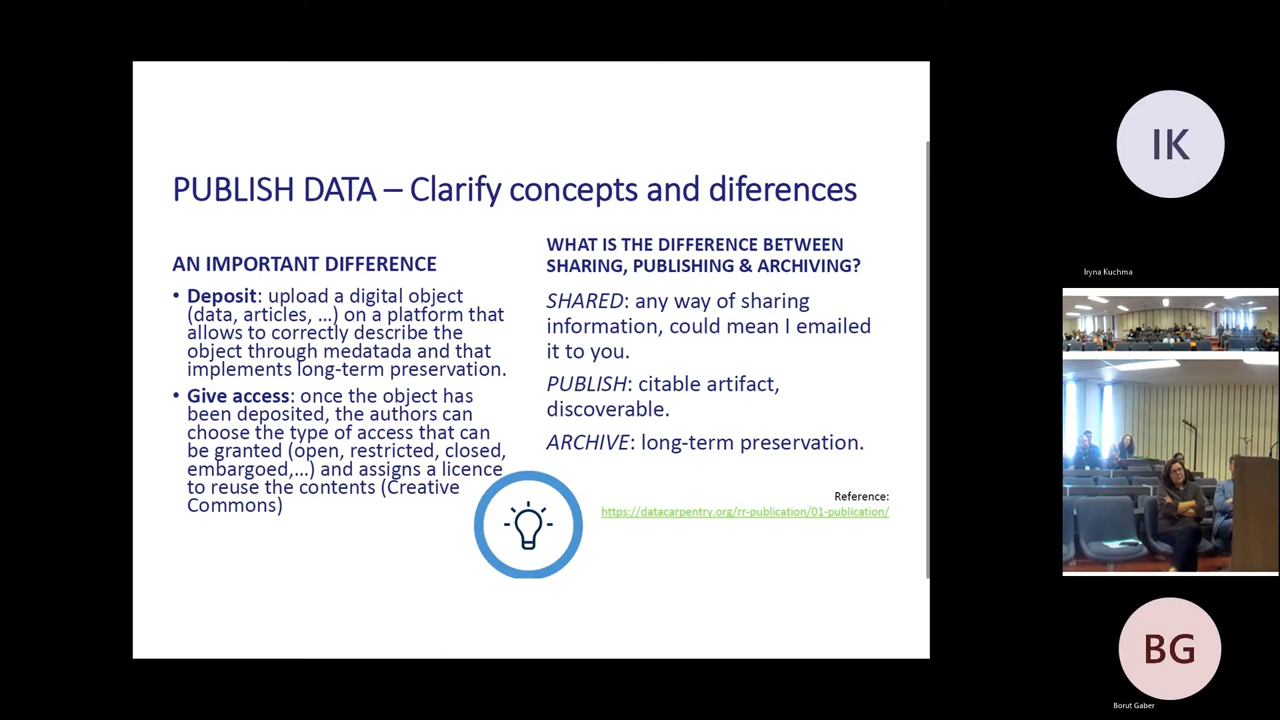 PUBLISH DATA – Clarify concepts and diferences
AN IMPORTANT DIFFERENCE
• Deposit: upload a digital object
(data, articles, …) on a platform that
allows to correctly describe the
object through medatada and that
implements long-term preservation.
• Give access: once the object has
been deposited, the authors can
choose the type of access that can
be granted (open, restricted, closed,
embargoed,…) and assigns a licence
to reuse the contents (Creative
Commons)
WHAT IS THE DIFFERENCE BETWEEN
SHARING, PUBLISHING & ARCHIVING?
SHARED: any way of sharing
information, could mean I emailed
it to you.
PUBLISH: citable artifact,
discoverable.
ARCHIVE: long-term preservation.
Reference:
https://datacarpentry.org/rr-publication/01-publication/
IK
Iryna Kuchma
BG
Borut Gaber